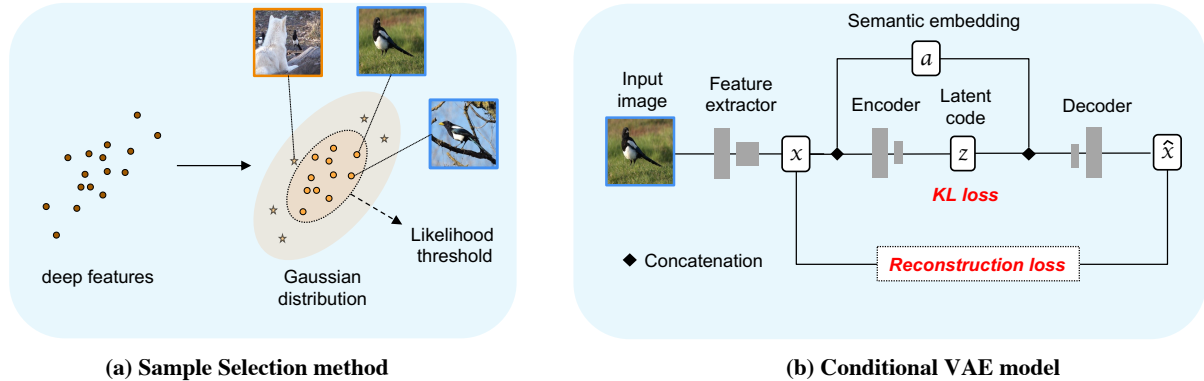 deep features
Gaussian
distribution
Likelihood
threshold
(a) Sample Selection method
Semantic embedding
a
Input
image
Feature
extractor
Encoder
Latent
code
Decoder
x
z
x̂
KL loss
Concatenation
Reconstruction loss
(b) Conditional VAE model